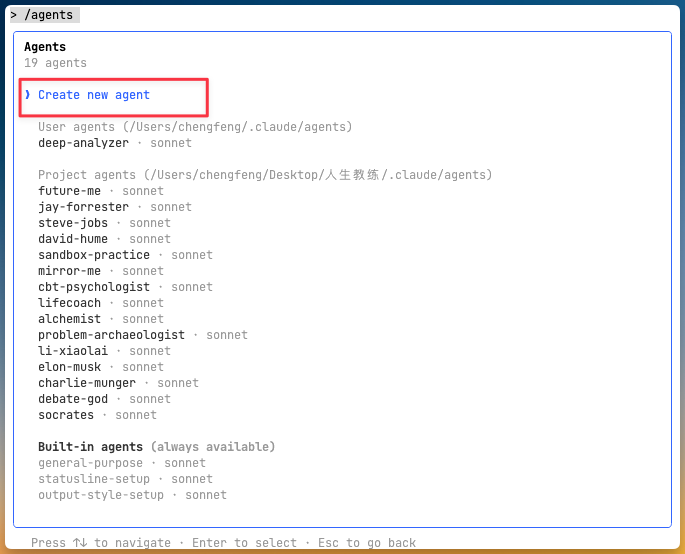 > /agents
Agents
19 agents
❯ Create new agent
User agents (/Users/chengfeng/.claude/agents)
deep-analyzer · sonnet
Project agents (/Users/chengfeng/Desktop/人生教练/.claude/agents)
future-me · sonnet
jay-forrester · sonnet
steve-jobs · sonnet
david-hume · sonnet
sandbox-practice · sonnet
mirror-me · sonnet
cbt-psychologist · sonnet
lifecoach · sonnet
alchemist · sonnet
problem-archaeologist · sonnet
li-xiaolai · sonnet
elon-musk · sonnet
charlie-munger · sonnet
debate-god · sonnet
socrates · sonnet
Built-in agents (always available)
general-purpose · sonnet
statusline-setup · sonnet
output-style-setup · sonnet
Press ↑↓ to navigate · Enter to select · Esc to go back